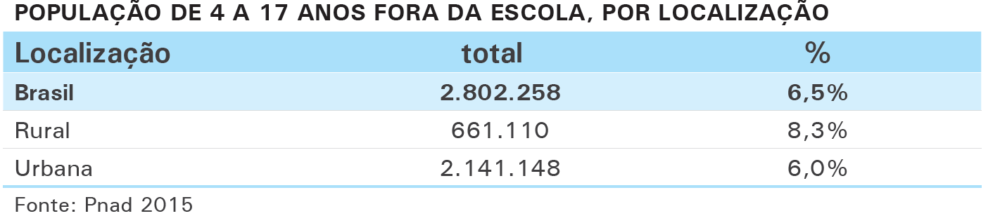 POPULAÇÃO DE 4 A 17 ANOS FORA DA ESCOLA, POR LOCALIZAÇÃO
Localização total %
Brasil 2.802.258 6,5%
Rural 661.110 8,3%
Urbana 2.141.148 6,0%
Fonte: Pnad 2015